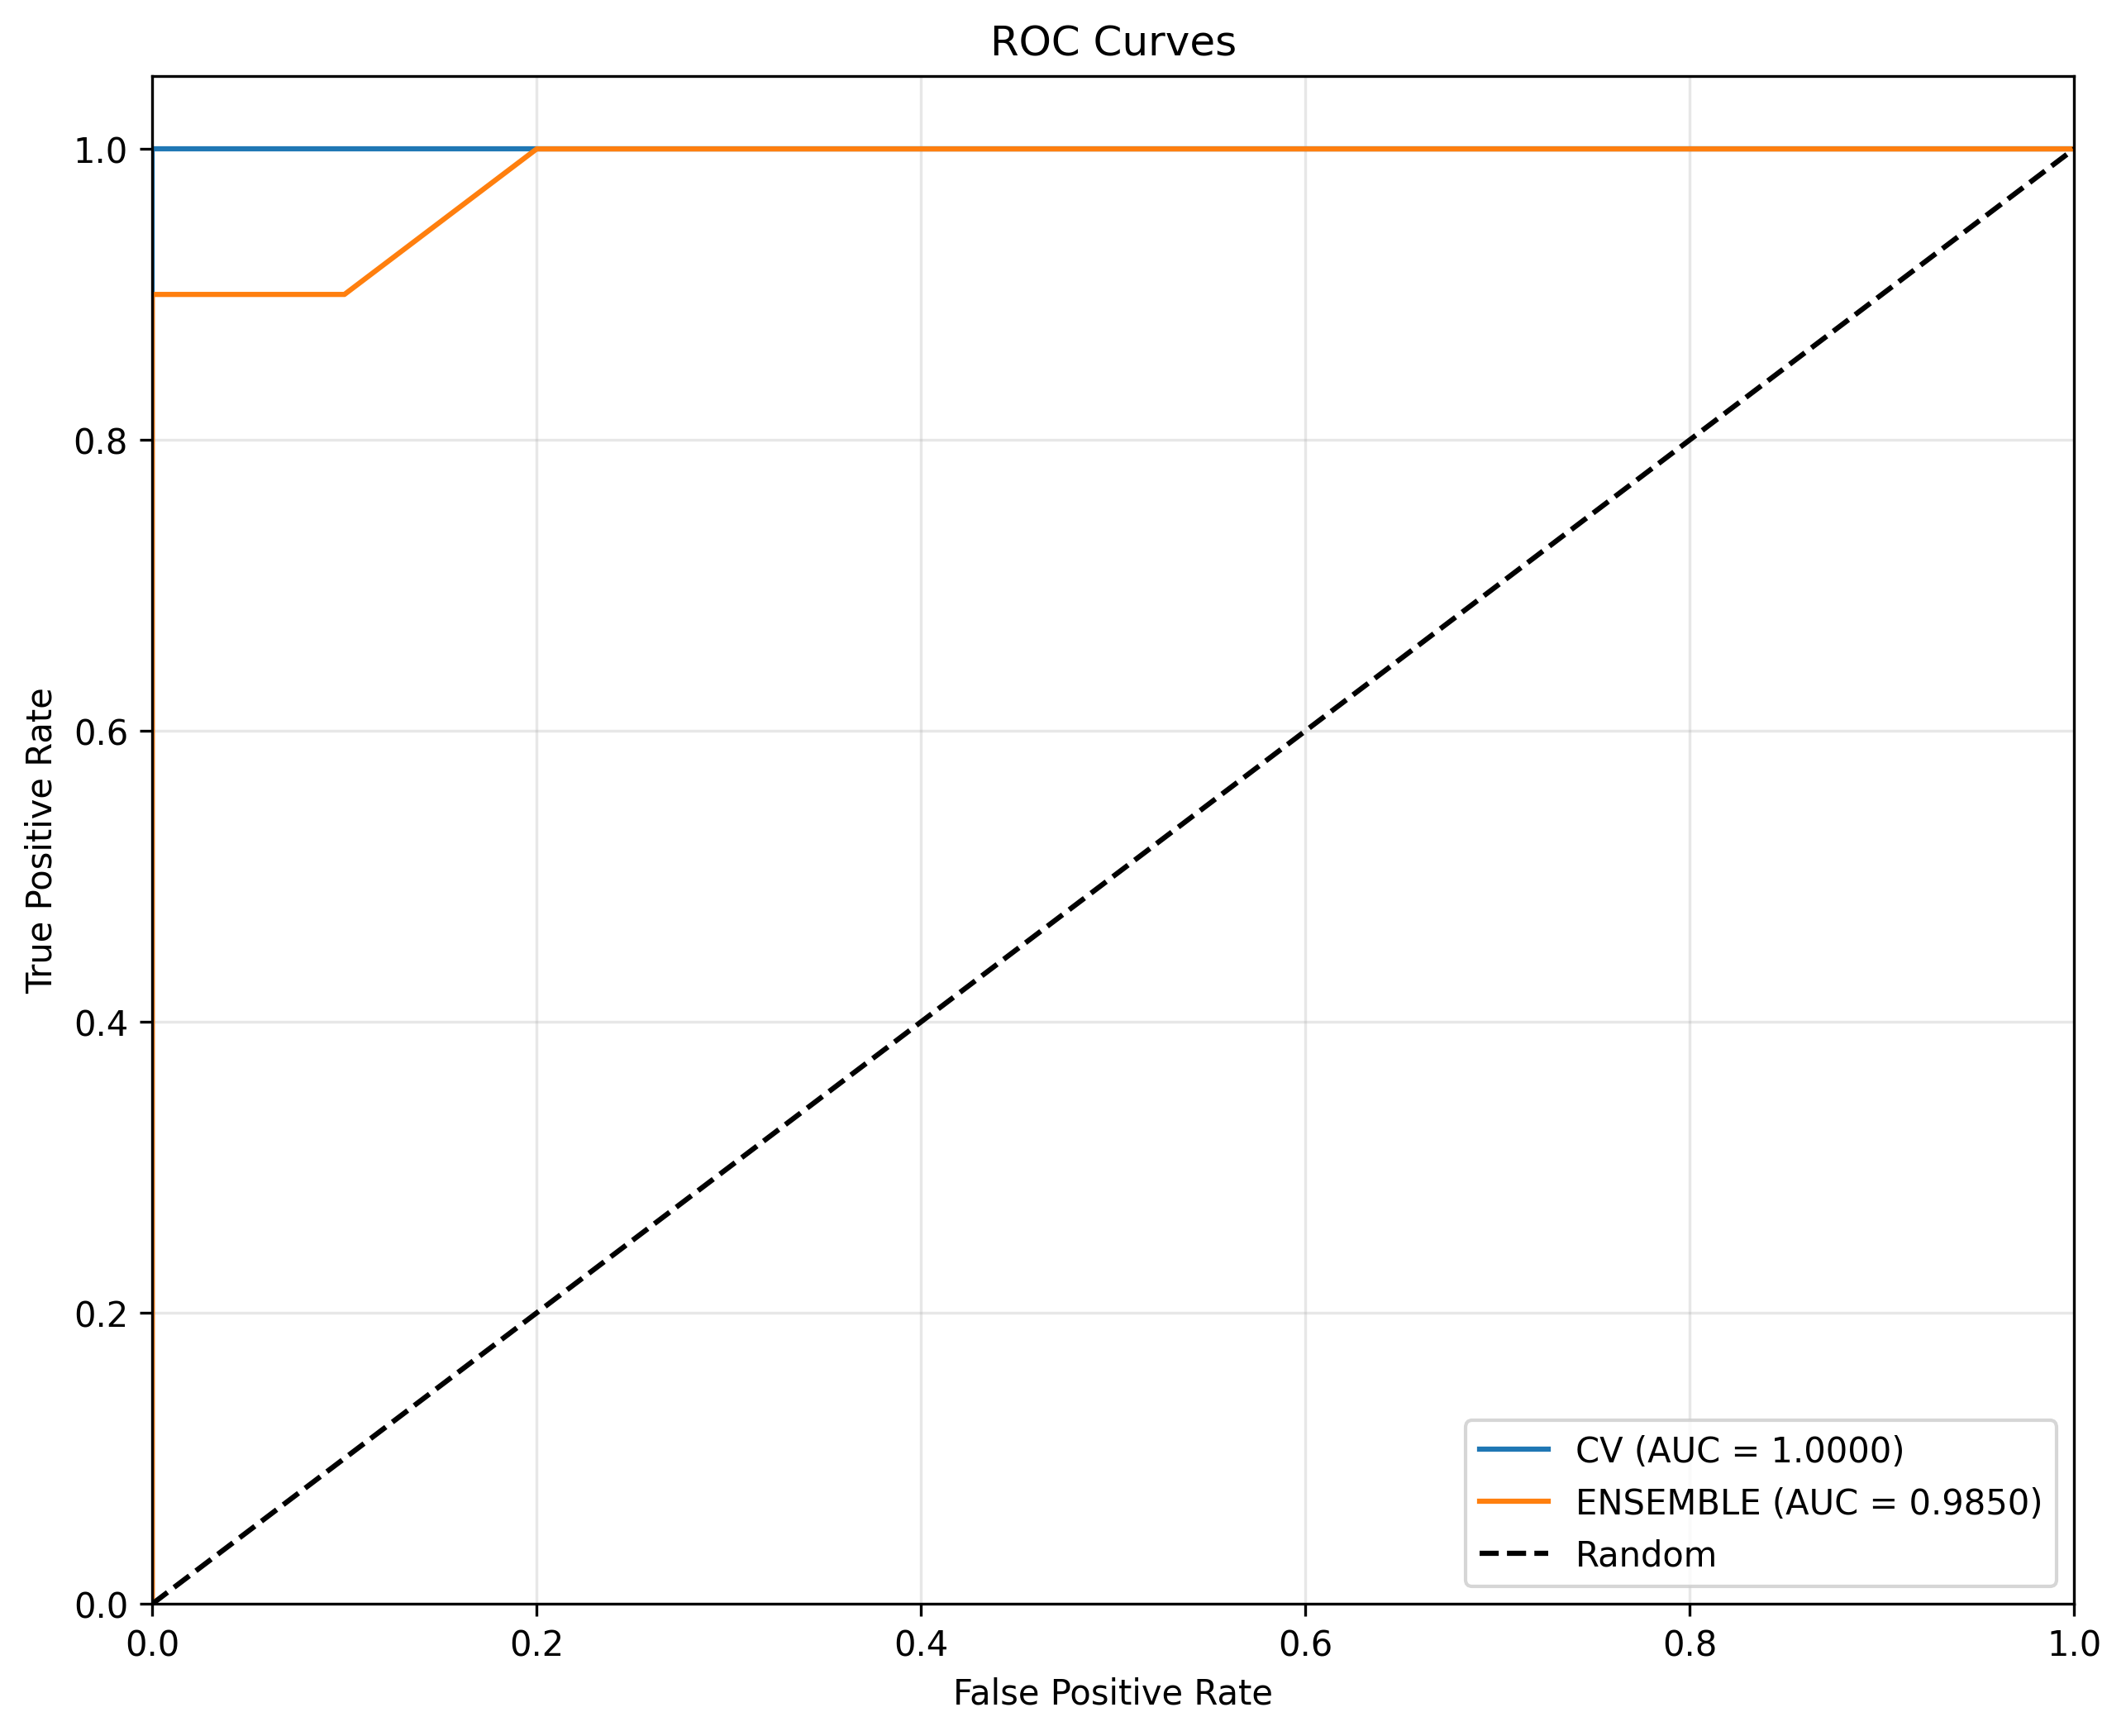 ROC Curves
1.0
0.8
0.6
0.4
0.2
0.0
True Positive Rate
0.0 0.2 0.4 0.6 0.8 1.0
False Positive Rate
CV (AUC = 1.0000)
ENSEMBLE (AUC = 0.9850)
Random